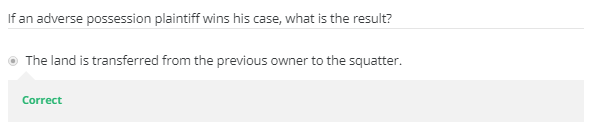 If an adverse possession plaintiff wins his case, what is the result?
The land is transferred from the previous owner to the squatter.
Correct